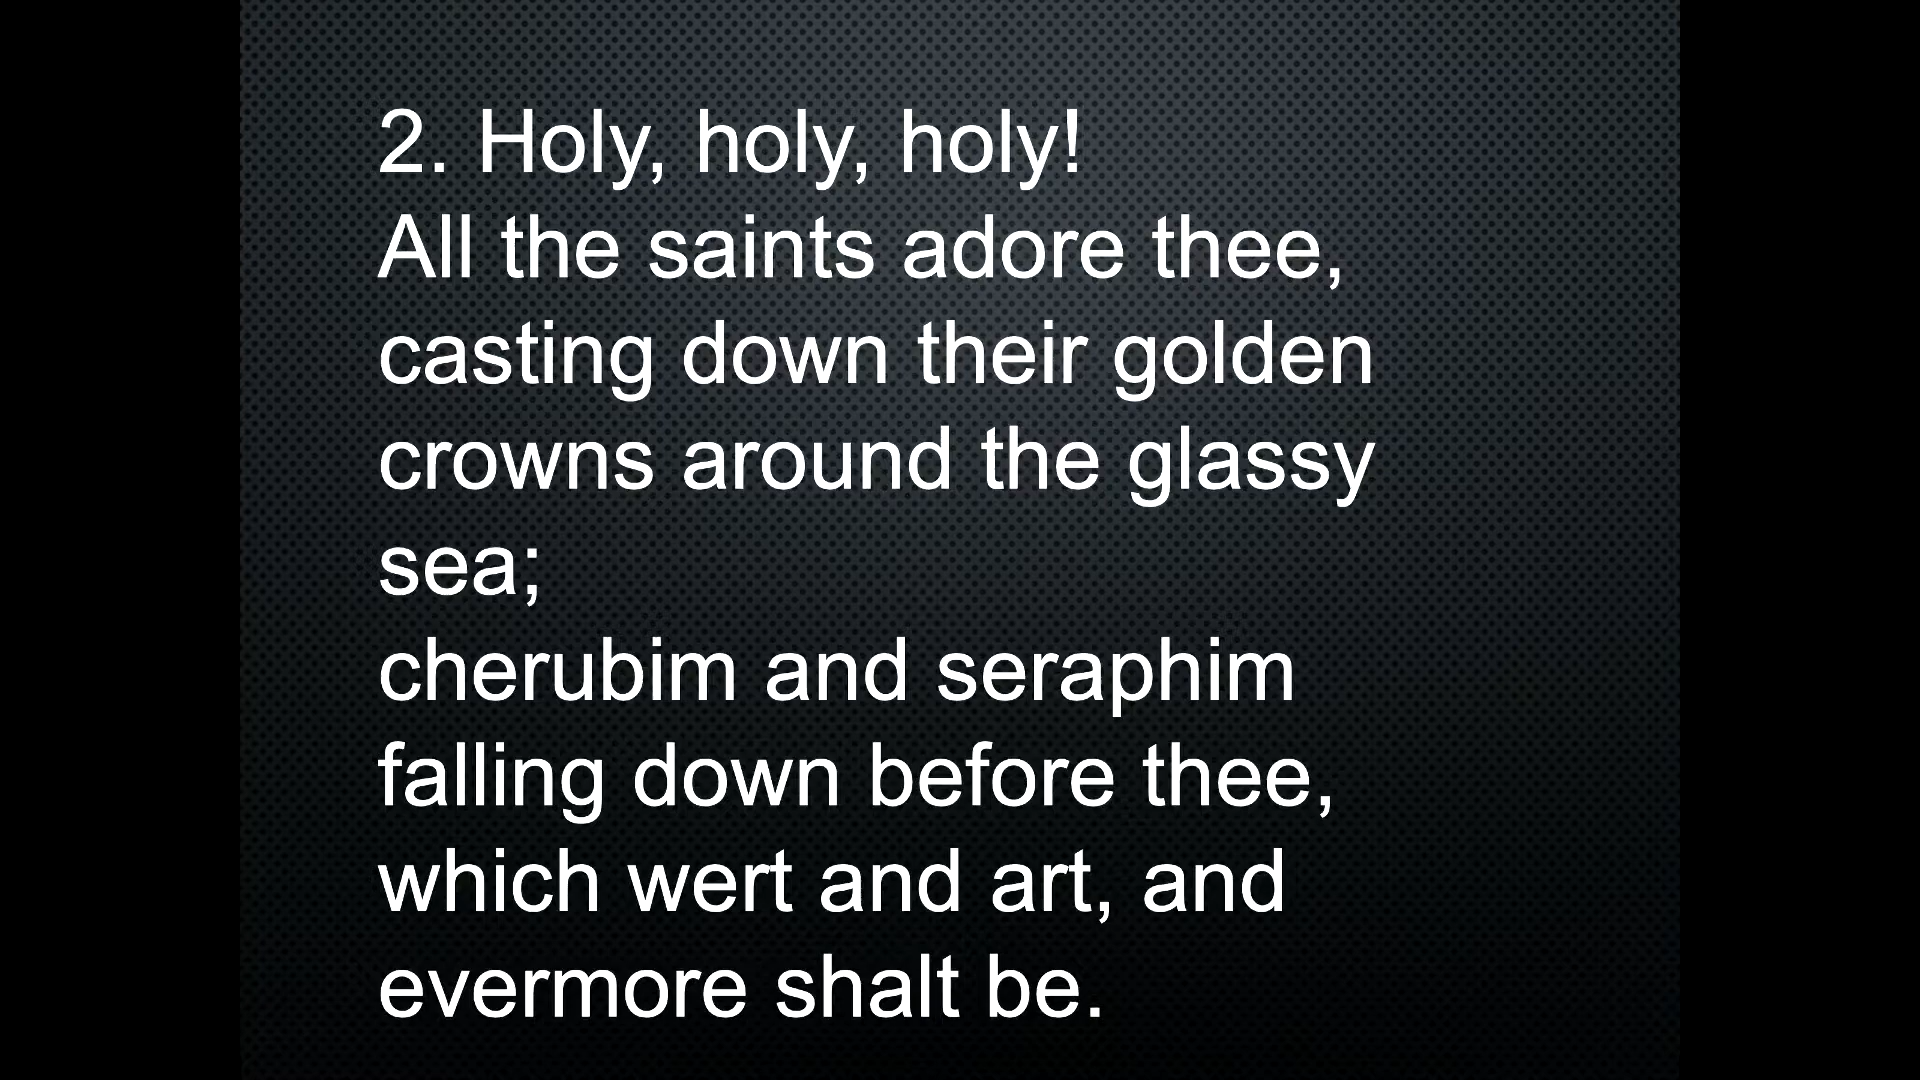 2. Holy, holy, holy!
All the saints adore thee,
casting down their golden
crowns around the glassy
sea;
cherubim and seraphim
falling down before thee,
which wert and art, and
evermore shalt be.